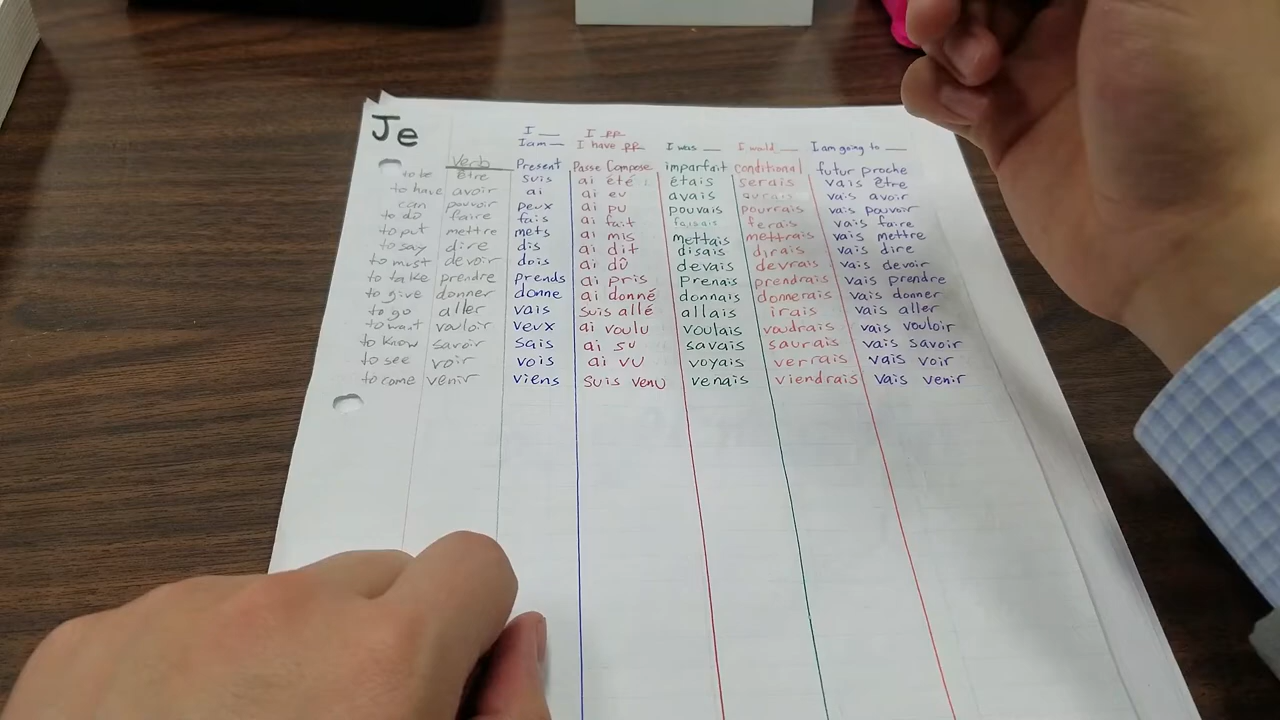 Je
I __ I PP
I am __ I have PP I was __ I would __ I am going to __
Verb Present Passe Compose imparfait conditional futur proche
to be être suis ai été étais serais vais être
to have avoir ai ai eu avais aurais vais avoir
can pouvoir peux ai pu pouvais pourrais vais pouvoir
to do faire fais ai fait faisais ferais vais faire
to put mettre mets ai mis mettais mettrais vais mettre
to say dire dis ai dit disais dirais vais dire
to must devoir dois ai dû devais devrais vais devoir
to take prendre prends ai pris prenais prendrais vais prendre
to give donner donne ai donné donnais donnerais vais donner
to go aller vais suis allé allais irais vais aller
to want vouloir veux ai voulu voulais voudrais vais vouloir
to know savoir sais ai su savais saurais vais savoir
to see voir vois ai vu voyais verrais vais voir
to come venir viens suis venu venais viendrais vais venir